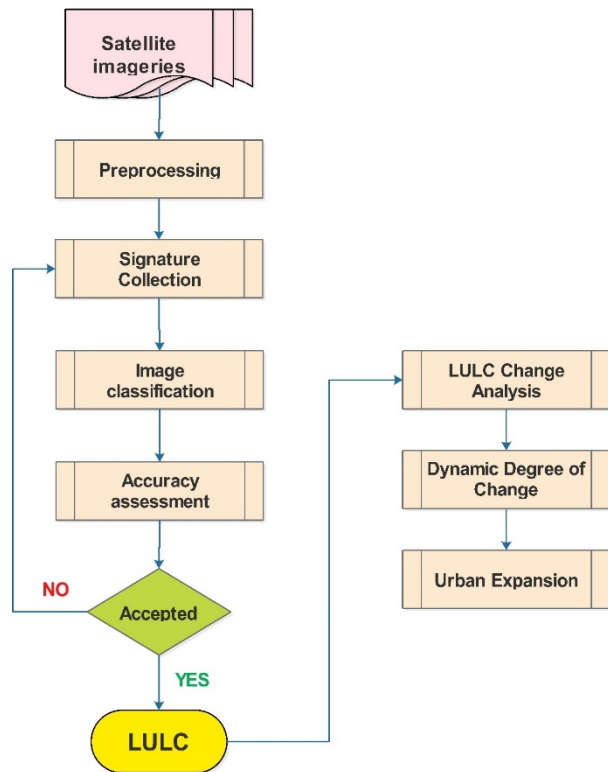 Satellite
imageries
Preprocessing
Signature
Collection
Image
classification
Accuracy
assessment
NO
Accepted
YES
LULC
LULC Change
Analysis
Dynamic Degree of
Change
Urban Expansion